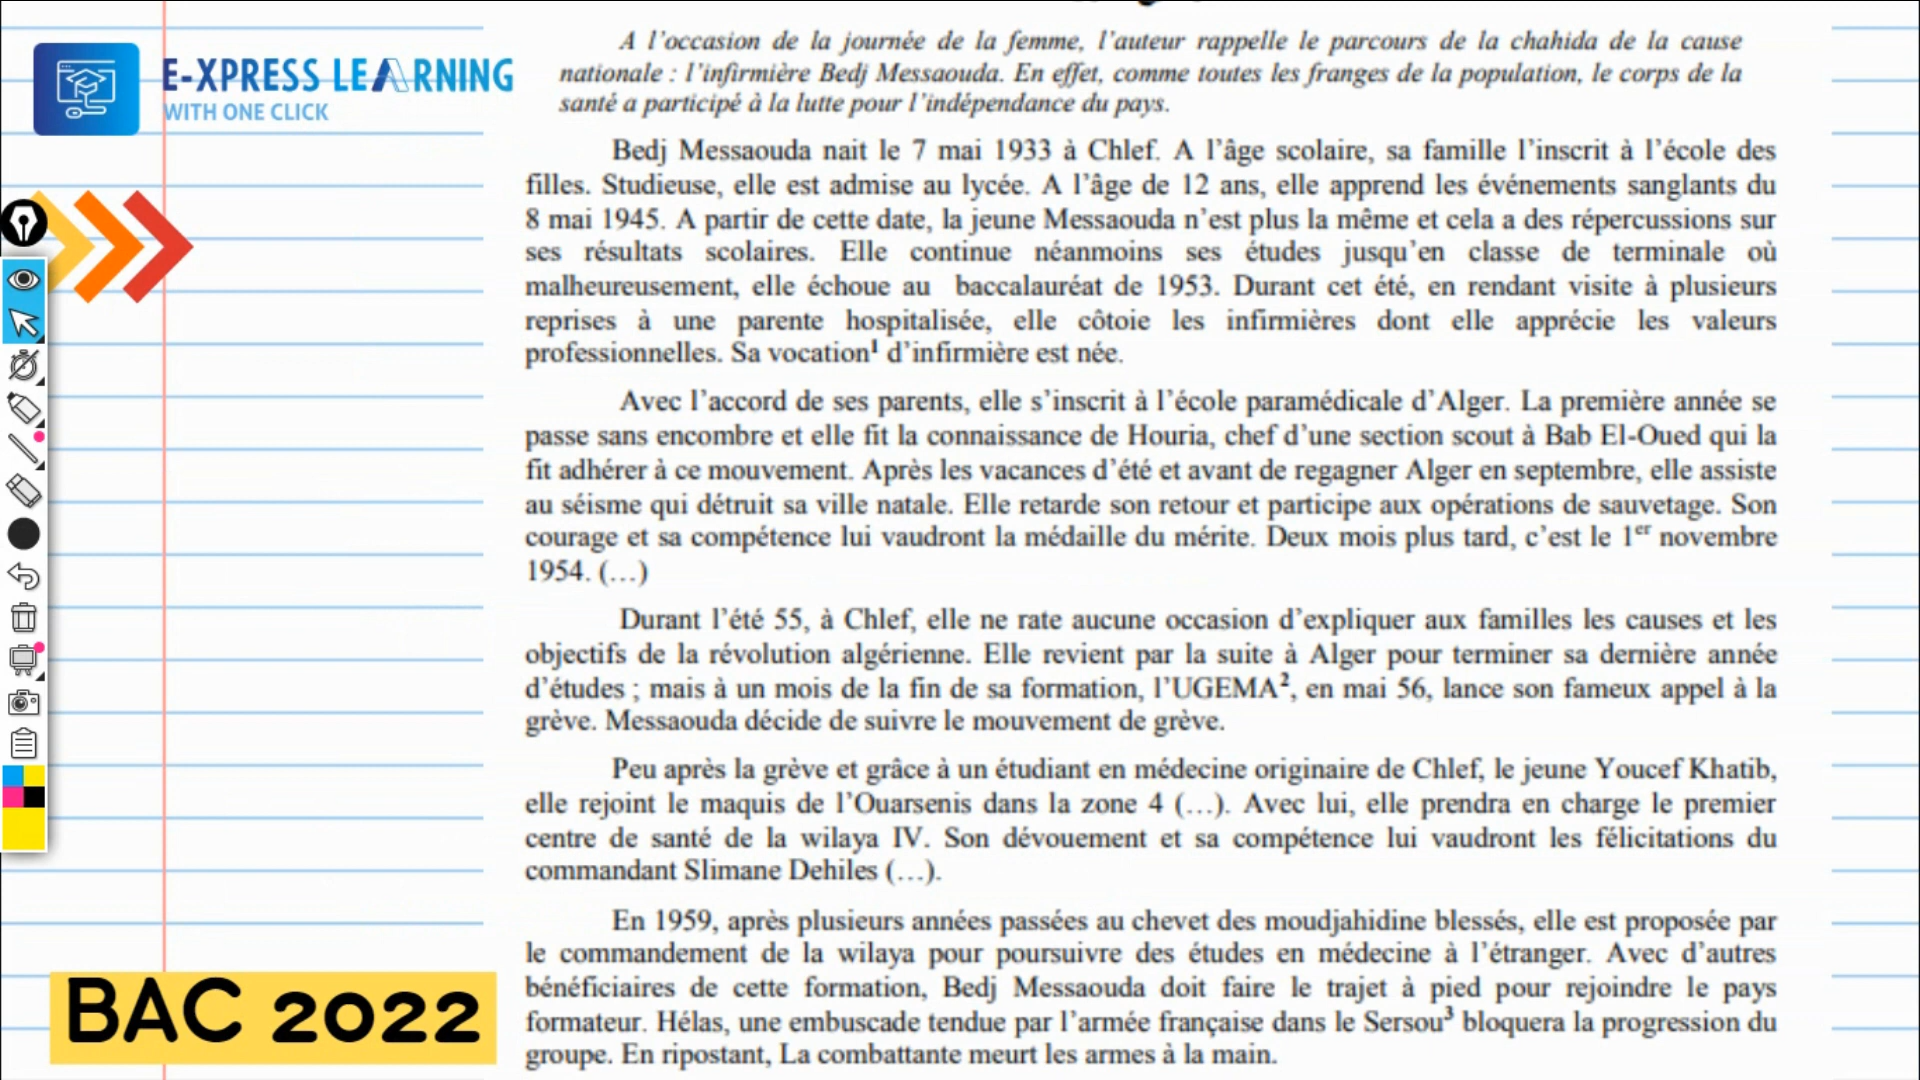 A l’occasion de la journée de la femme, l’auteur rappelle le parcours de la chahida de la cause
nationale : l’infirmière Bedj Messaouda. En effet, comme toutes les franges de la population, le corps de la
santé a participé à la lutte pour l’indépendance du pays.
E-XPRESS LEARNING
WITH ONE CLICK
Bedj Messaouda nait le 7 mai 1933 à Chlef. A l’âge scolaire, sa famille l’inscrit à l’école des
filles. Studieuse, elle est admise au lycée. A l’âge de 12 ans, elle apprend les événements sanglants du
8 mai 1945. A partir de cette date, la jeune Messaouda n’est plus la même et cela a des répercussions sur
ses résultats scolaires. Elle continue néanmoins ses études jusqu’en classe de terminale où
malheureusement, elle échoue au baccalauréat de 1953. Durant cet été, en rendant visite à plusieurs
reprises à une parente hospitalisée, elle côtoie les infirmières dont elle apprécie les valeurs
professionnelles. Sa vocation¹ d’infirmière est née.
Avec l’accord de ses parents, elle s’inscrit à l’école paramédicale d’Alger. La première année se
passe sans encombre et elle fit la connaissance de Houria, chef d’une section scout à Bab El-Oued qui la
fit adhérer à ce mouvement. Après les vacances d’été et avant de regagner Alger en septembre, elle assiste
au séisme qui détruit sa ville natale. Elle retarde son retour et participe aux opérations de sauvetage. Son
courage et sa compétence lui vaudront la médaille du mérite. Deux mois plus tard, c’est le 1er novembre
1954. (…)
Durant l’été 55, à Chlef, elle ne rate aucune occasion d’expliquer aux familles les causes et les
objectifs de la révolution algérienne. Elle revient par la suite à Alger pour terminer sa dernière année
d’études ; mais à un mois de la fin de sa formation, l’UGEMA², en mai 56, lance son fameux appel à la
grève. Messaouda décide de suivre le mouvement de grève.
Peu après la grève et grâce à un étudiant en médecine originaire de Chlef, le jeune Youcef Khatib,
elle rejoint le maquis de l’Ouarsenis dans la zone 4 (…). Avec lui, elle prendra en charge le premier
centre de santé de la wilaya IV. Son dévouement et sa compétence lui vaudront les félicitations du
commandant Slimane Dehiles (…).
En 1959, après plusieurs années passées au chevet des moudjahidine blessés, elle est proposée par
le commandement de la wilaya pour poursuivre des études en médecine à l’étranger. Avec d’autres
bénéficiaires de cette formation, Bedj Messaouda doit faire le trajet à pied pour rejoindre le pays
formateur. Hélas, une embuscade tendue par l’armée française dans le Sersou³ bloquera la progression du
groupe. En ripostant, La combattante meurt les armes à la main.
BAC 2022